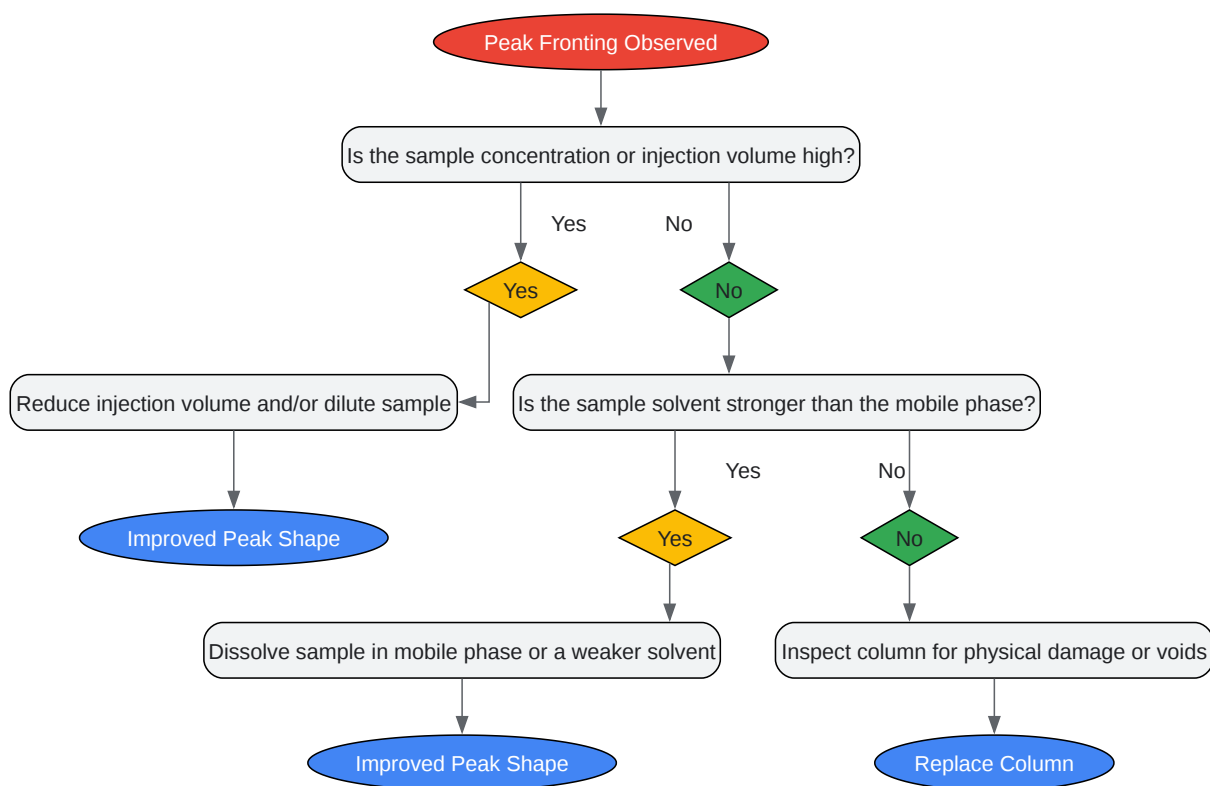 Peak Fronting Observed
Is the sample concentration or injection volume high?
Yes
No
Yes
No
Reduce injection volume and/or dilute sample
Is the sample solvent stronger than the mobile phase?
Yes
No
Improved Peak Shape
Yes
No
Dissolve sample in mobile phase or a weaker solvent
Inspect column for physical damage or voids
Improved Peak Shape
Replace Column